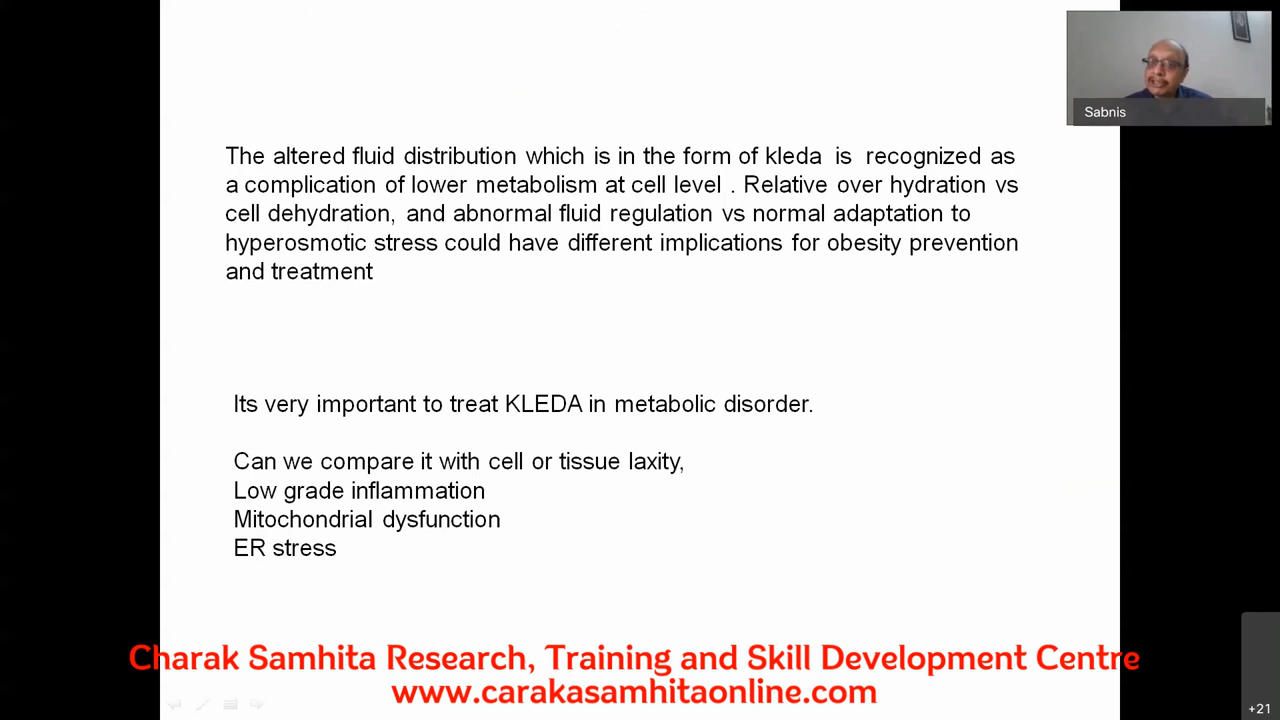 Sabnis
The altered fluid distribution which is in the form of kleda is recognized as
a complication of lower metabolism at cell level . Relative over hydration vs
cell dehydration, and abnormal fluid regulation vs normal adaptation to
hyperosmotic stress could have different implications for obesity prevention
and treatment
Its very important to treat KLEDA in metabolic disorder.
Can we compare it with cell or tissue laxity,
Low grade inflammation
Mitochondrial dysfunction
ER stress
Charak Samhita Research, Training and Skill Development Centre
www.carakasamhitaonline.com
+21